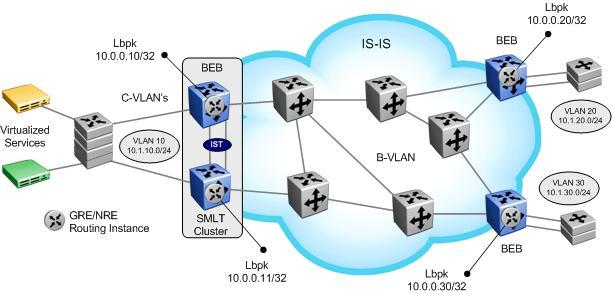 Lbpk
10.0.0.10/32
BEB
C-VLAN's
IS-IS
Lbpk
10.0.0.20/32
BEB
VLAN 20
10.1.20.0/24
Virtualized
Services
VLAN 10
10.1.10.0/24
IST
B-VLAN
VLAN 30
10.1.30.0/24
GRE/NRE
Routing Instance
SMLT
Cluster
Lbpk
10.0.0.11/32
Lbpk
10.0.0.30/32
BEB